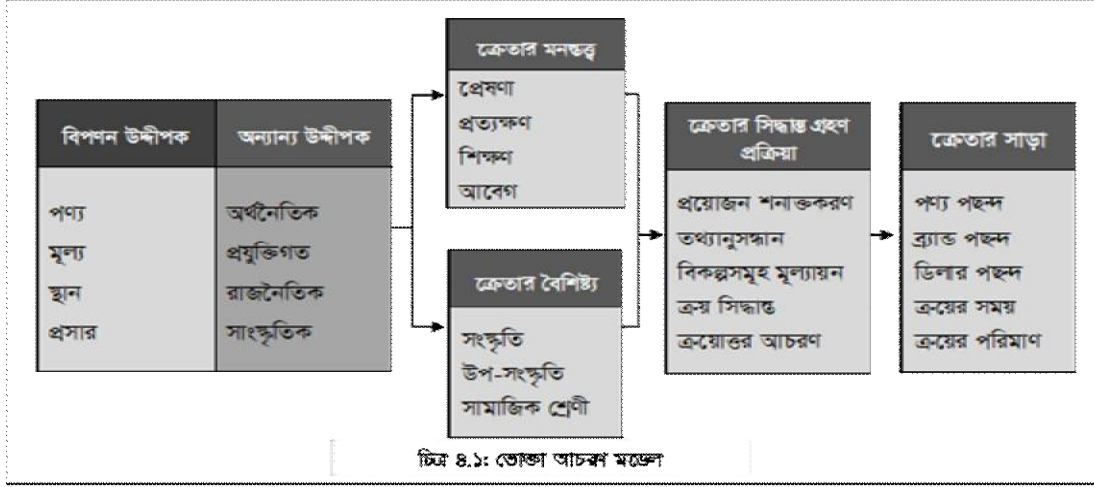 বিপণন উদ্দীপক
পণ্য
মূল্য
স্থান
প্রসার
অন্যান্য উদ্দীপক
অর্থনৈতিক
প্রযুক্তিগত
রাজনৈতিক
সাংস্কৃতিক
ক্রেতার মনস্তত্ত্ব
প্রেষণা
প্রত্যক্ষণ
শিক্ষণ
আবেগ
ক্রেতার বৈশিষ্ট্য
সংস্কৃতি
উপ-সংস্কৃতি
সামাজিক শ্রেণী
ক্রেতার সিদ্ধান্ত গ্রহণ
প্রক্রিয়া
প্রয়োজন শনাক্তকরণ
তথ্যানুসন্ধান
বিকল্পসমূহ মূল্যায়ন
ক্রয় সিদ্ধান্ত
ক্রয়োত্তর আচরণ
ক্রেতার সাড়া
পণ্য পছন্দ
ব্র্যান্ড পছন্দ
ডিলার পছন্দ
ক্রয়ের সময়
ক্রয়ের পরিমাণ
চিত্র ৪.১: ভোক্তা আচরণ মডেল